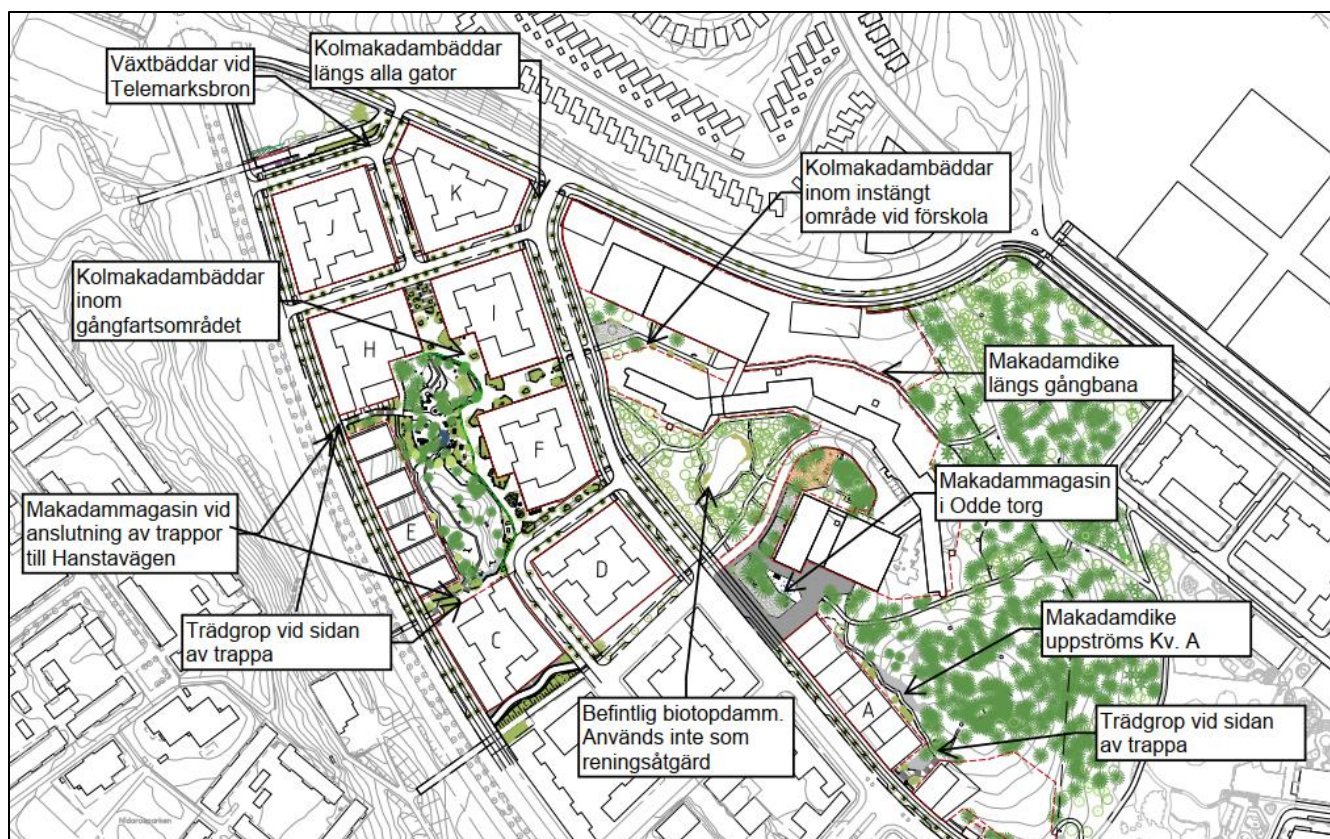 Växtbäddar vid
Telemarksbron
Kolmakadambäddar
längs alla gator
Kolmakadambäddar
inom instängt
område vid förskola
K
J
Kolmakadambäddar
inom
gångfartsområdet
I
H
Makadamdike
längs gångbana
F
Makadammagasin
i Odde torg
Makadammagasin vid
anslutning av trappor
till Hanstavägen
E
D
Trädgrop vid sidan
av trappa
C
Makadamdike
uppströms Kv. A
A
Befintlig biotopdamm.
Används inte som
reningsåtgärd
Trädgrop vid sidan
av trappa